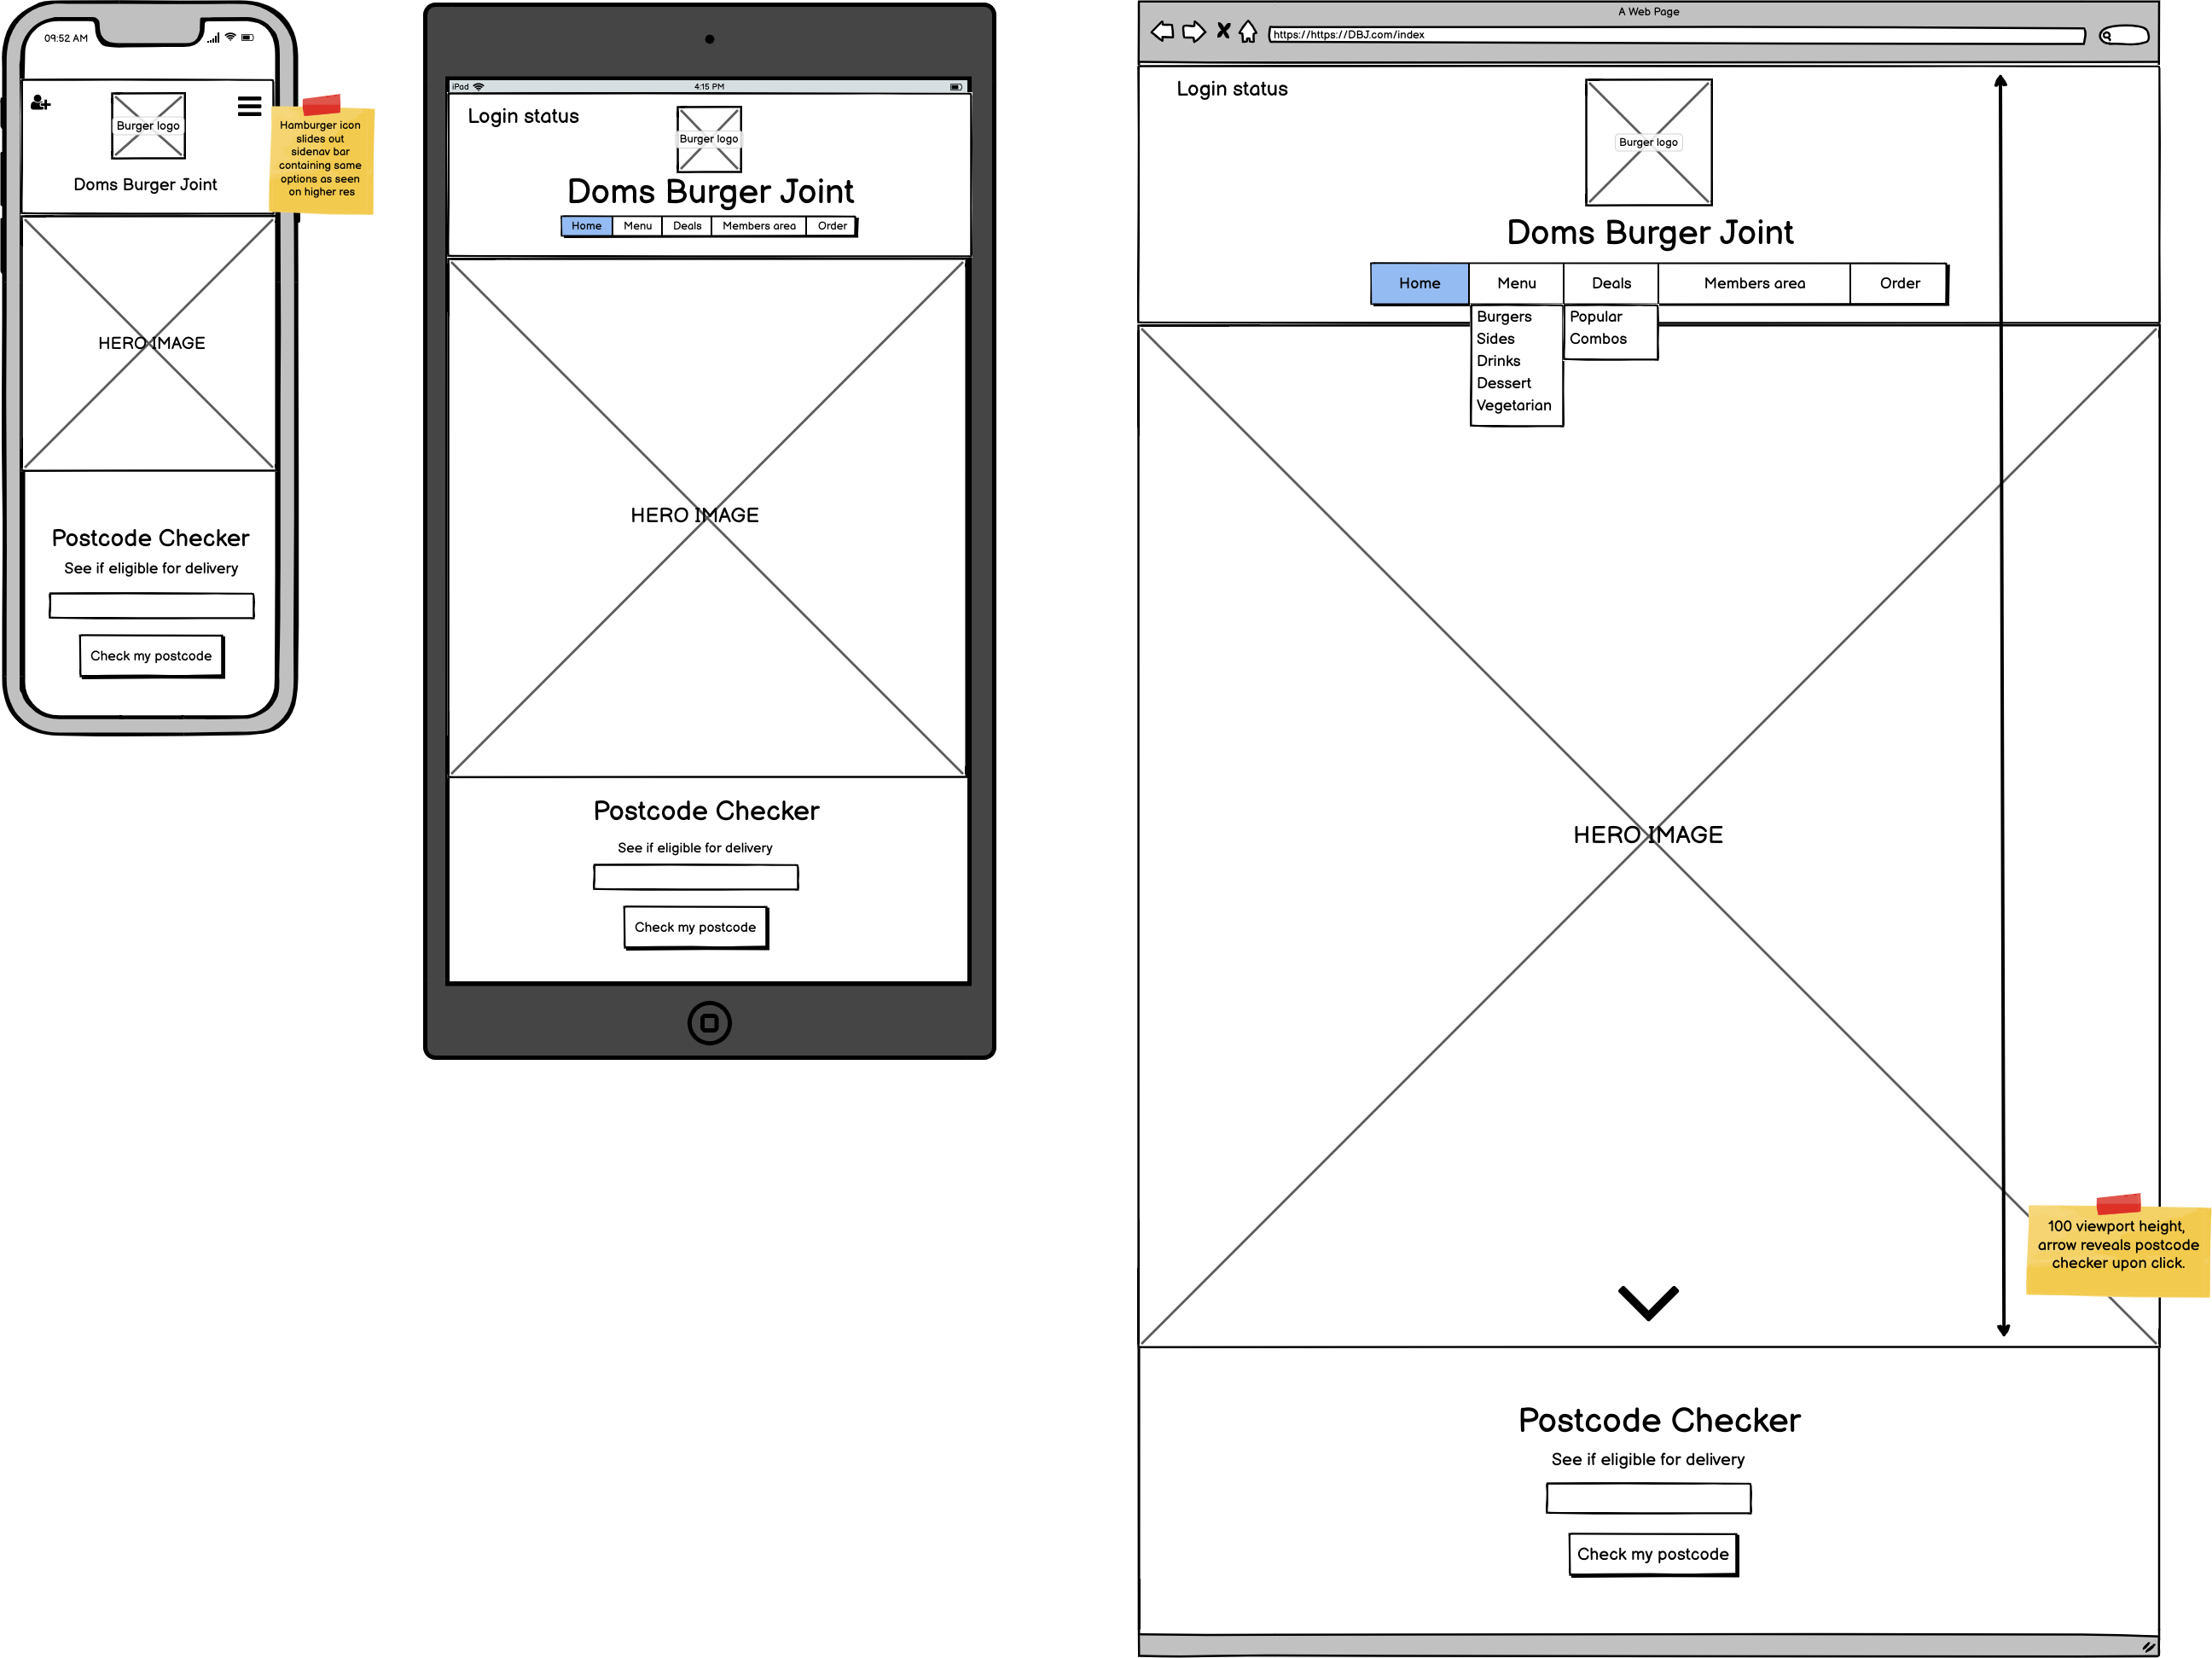 09:52 AM
Burger logo
Doms Burger Joint
Hamburger icon
slides out
sidenav bar
containing same
options as seen
on higher res
HERO IMAGE
Postcode Checker
See if eligible for delivery
Check my postcode
iPad
4:15 PM
Login status
Burger logo
Doms Burger Joint
Home Menu Deals Members area Order
HERO IMAGE
Postcode Checker
See if eligible for delivery
Check my postcode
A Web Page
https://https://DBJ.com/index
Login status
Burger logo
Doms Burger Joint
Home Menu Deals Members area Order
Burgers
Sides
Drinks
Dessert
Vegetarian
Popular
Combos
HERO IMAGE
100 viewport height,
arrow reveals postcode
checker upon click.
Postcode Checker
See if eligible for delivery
Check my postcode